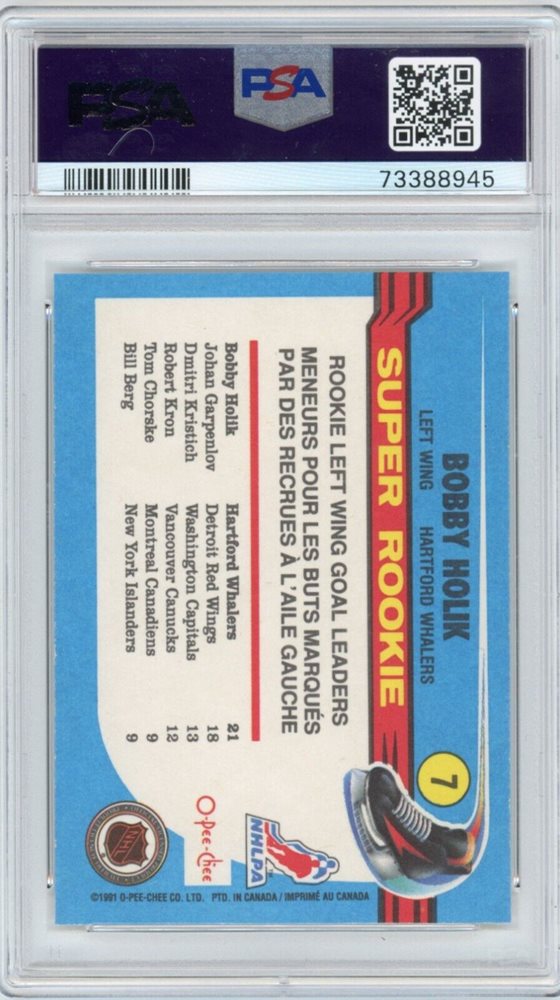 PSA
PSA
73388945
BOBBY HOLIK
LEFT WING HARTFORD WHALERS
7
SUPER ROOKIE
ROOKIE LEFT WING GOAL LEADERS
MENEURS POUR LES BUTS MARQUÉS
PAR DES RECRUES À L'AILE GAUCHE
Bobby Holik Hartford Whalers 21
Johan Garpenlov Detroit Red Wings 18
Dmitri Kristich Washington Capitals 13
Robert Kron Vancouver Canucks 12
Tom Chorske Montreal Canadiens 9
Bill Berg New York Islanders 9
NHLPA
TM
O-Pee-Chee
NHL
©1991 O-PEE-CHEE CO. LTD. PTD. IN CANADA / IMPRIMÉ AU CANADA